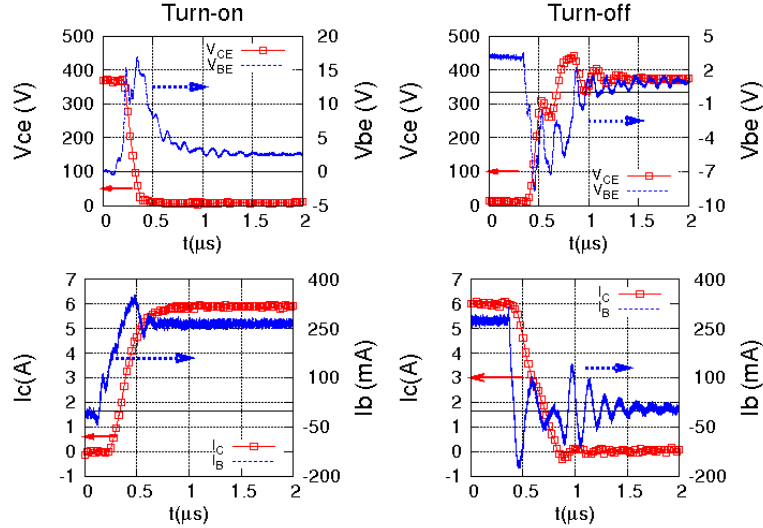 Turn-on
Turn-off
Vce (V)
500
400
300
200
100
0
V_CE
V_BE
20
15
10
5
0
-5
Vbe (V)
0 0.5 1 1.5 2
t(μs)
Vce (V)
500
400
300
200
100
0
V_CE
V_BE
5
2
-1
-4
-7
-10
Vbe (V)
0 0.5 1 1.5 2
t(μs)
Ic(A)
7
6
5
4
3
2
1
0
-1
I_C
I_B
400
250
100
-50
-200
Ib (mA)
0 0.5 1 1.5 2
t(μs)
Ic(A)
7
6
5
4
3
2
1
0
-1
I_C
I_B
400
250
100
-50
-200
Ib (mA)
0 0.5 1 1.5 2
t(μs)